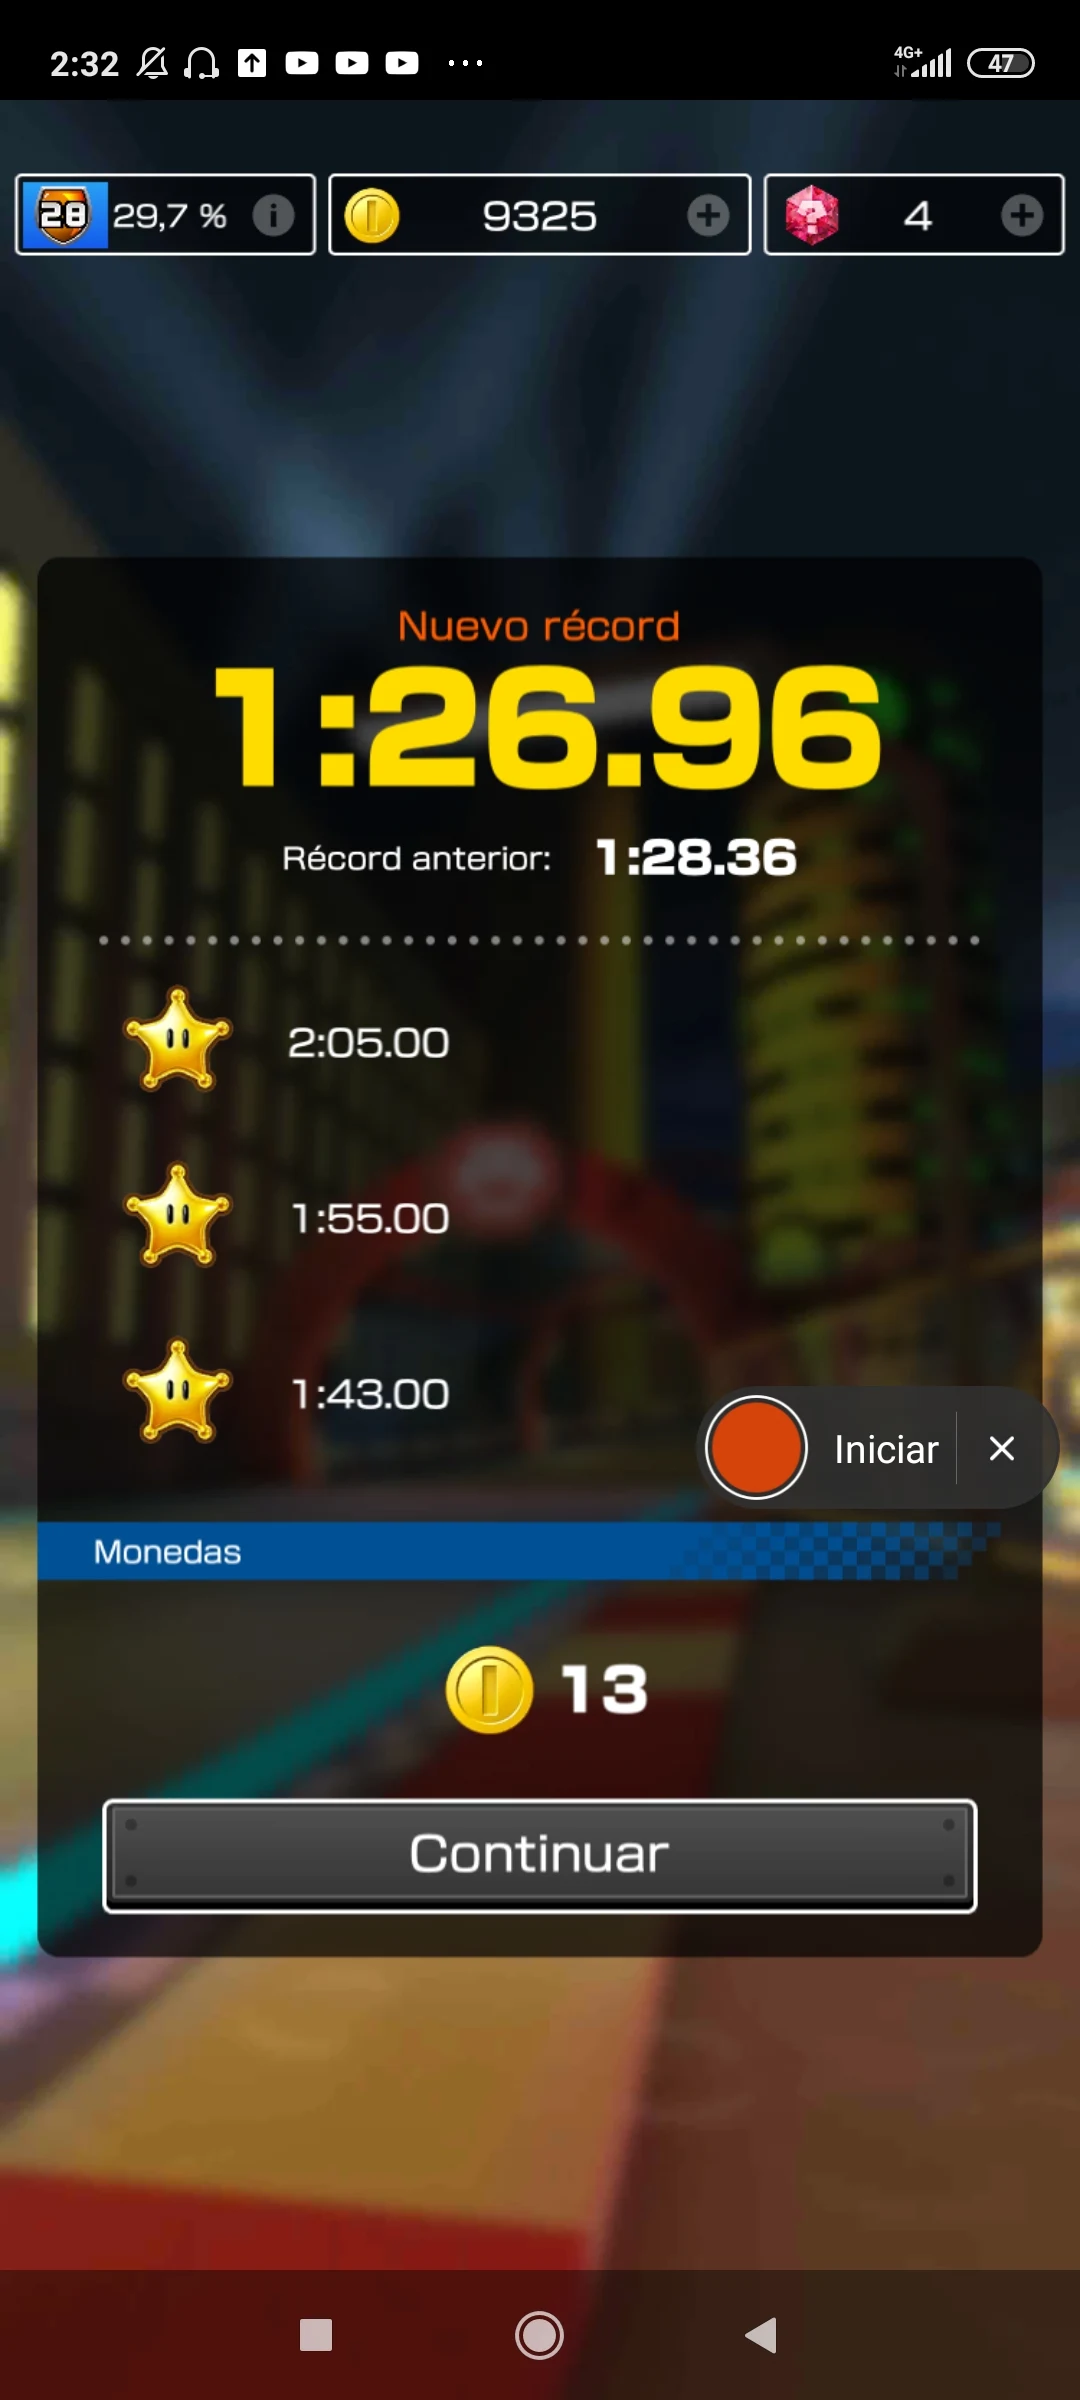 2:32
4G+
47
28
29,7 %
9325
4
Nuevo récord
1:26.96
Récord anterior: 1:28.36
2:05.00
1:55.00
1:43.00
Iniciar
Monedas
13
Continuar